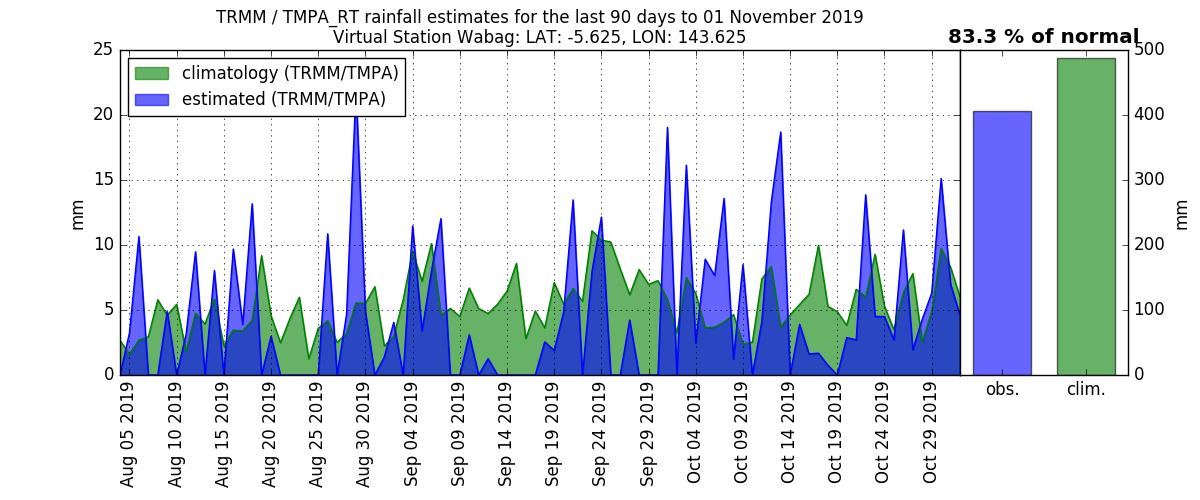 TRMM / TMPA_RT rainfall estimates for the last 90 days to 01 November 2019
Virtual Station Wabag: LAT: -5.625, LON: 143.625
83.3 % of normal
climatology (TRMM/TMPA)
estimated (TRMM/TMPA)
25
20
15
10
5
0
mm
500
400
300
200
100
0
mm
obs.
clim.
Aug 05 2019
Aug 10 2019
Aug 15 2019
Aug 20 2019
Aug 25 2019
Aug 30 2019
Sep 04 2019
Sep 09 2019
Sep 14 2019
Sep 19 2019
Sep 24 2019
Sep 29 2019
Oct 04 2019
Oct 09 2019
Oct 14 2019
Oct 19 2019
Oct 24 2019
Oct 29 2019